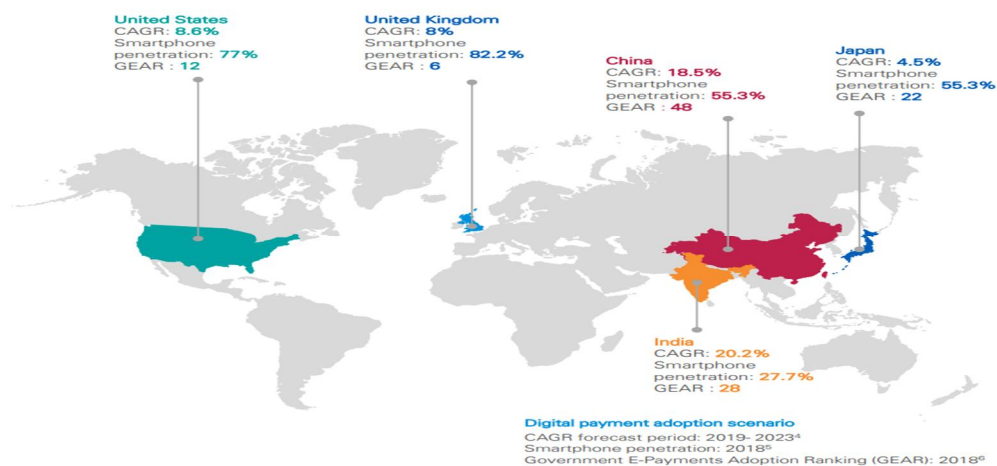 United States
CAGR: 8.6%
Smartphone
penetration: 77%
GEAR : 12
United Kingdom
CAGR: 8%
Smartphone
penetration: 82.2%
GEAR : 6
China
CAGR: 18.5%
Smartphone
penetration: 55.3%
GEAR : 48
Japan
CAGR: 4.5%
Smartphone
penetration: 55.3%
GEAR : 22
India
CAGR: 20.2%
Smartphone
penetration: 27.7%
GEAR : 28
Digital payment adoption scenario
CAGR forecast period: 2019- 2023⁴
Smartphone penetration: 2018⁵
Government E-Payments Adoption Ranking (GEAR): 2018⁶